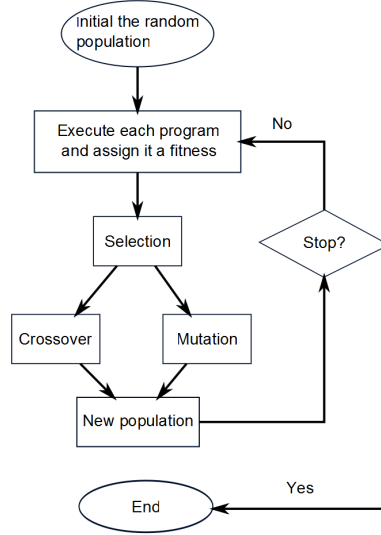 Initial the random
population
Execute each program
and assign it a fitness
No
Selection
Stop?
Crossover
Mutation
New population
Yes
End